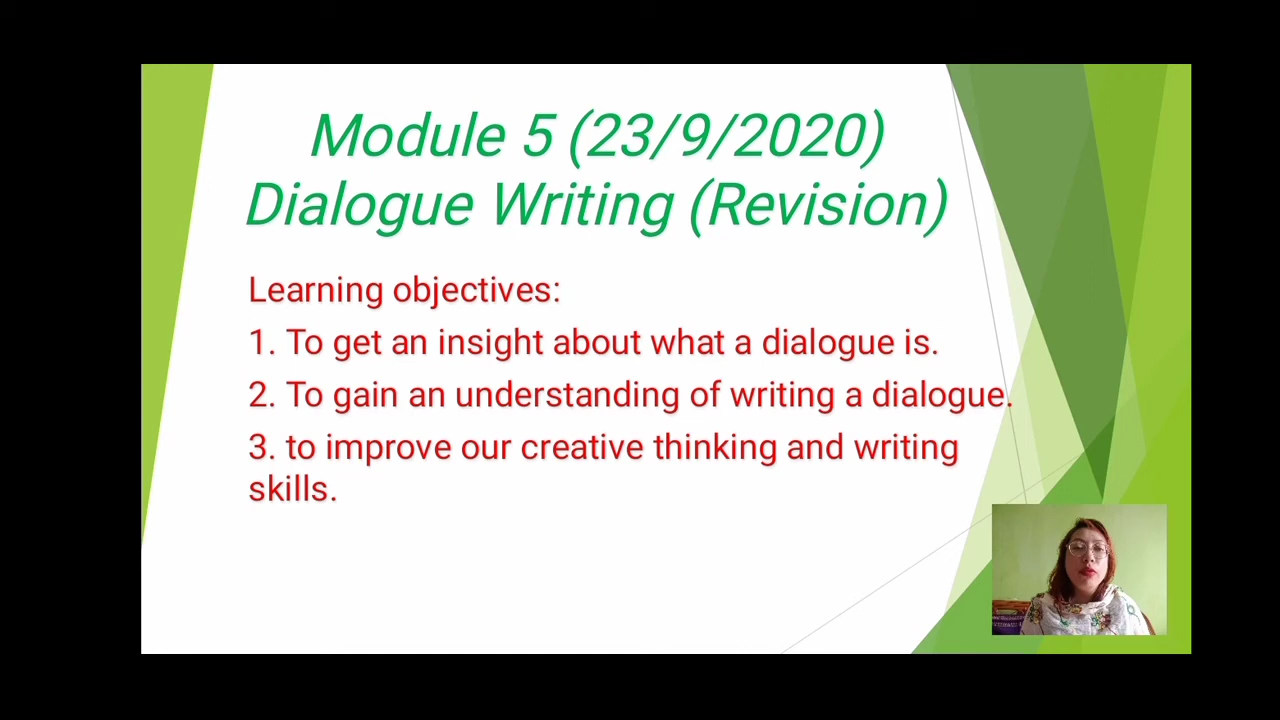 Module 5 (23/9/2020)
Dialogue Writing (Revision)
Learning objectives:
1. To get an insight about what a dialogue is.
2. To gain an understanding of writing a dialogue.
3. to improve our creative thinking and writing
skills.